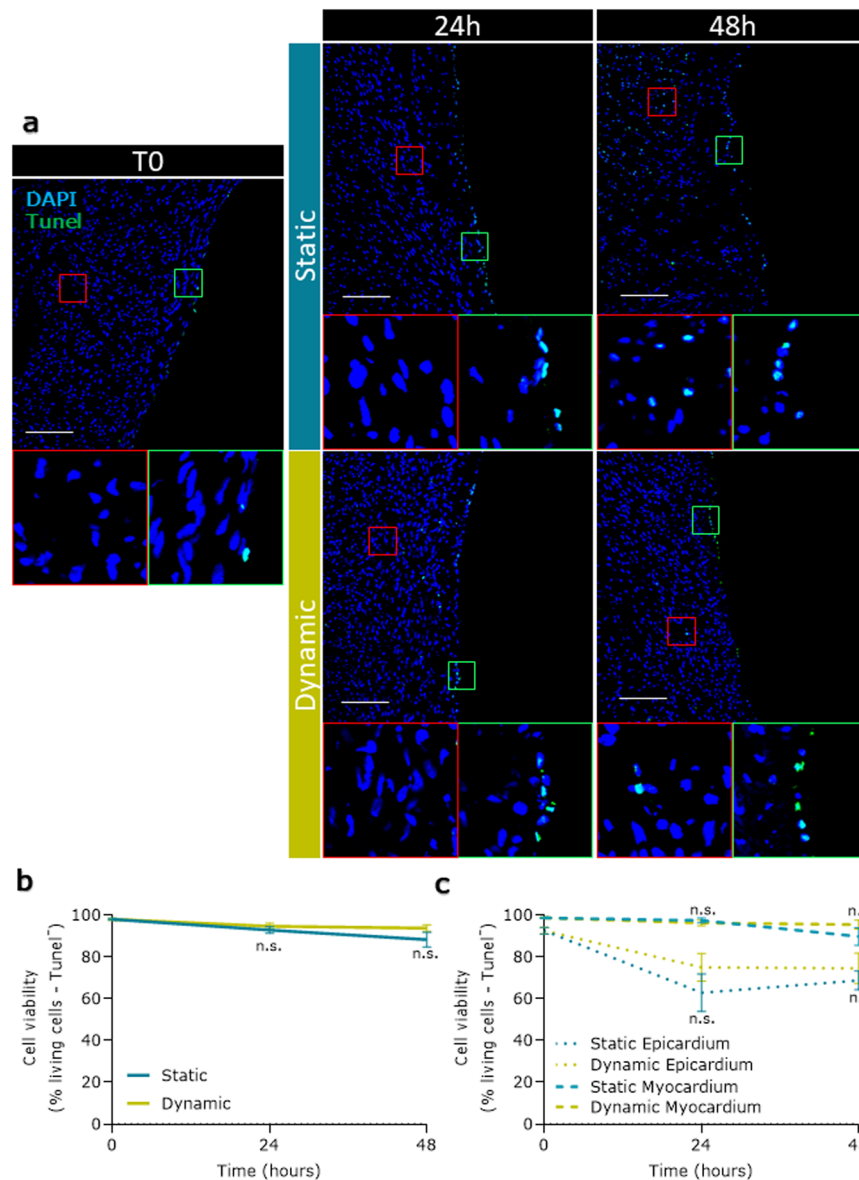 24h
48h
a
T0
DAPI
Tunel
Static
Dynamic
b
100
80
60
40
20
0
Cell viability
(% living cells - Tunel⁻)
n.s.
n.s.
Static
Dynamic
0
24
48
Time (hours)
c
100
80
60
40
20
0
Cell viability
(% living cells - Tunel⁻)
n.s.
n.s.
Static Epicardium
Dynamic Epicardium
Static Myocardium
Dynamic Myocardium
0
24
Time (hours)